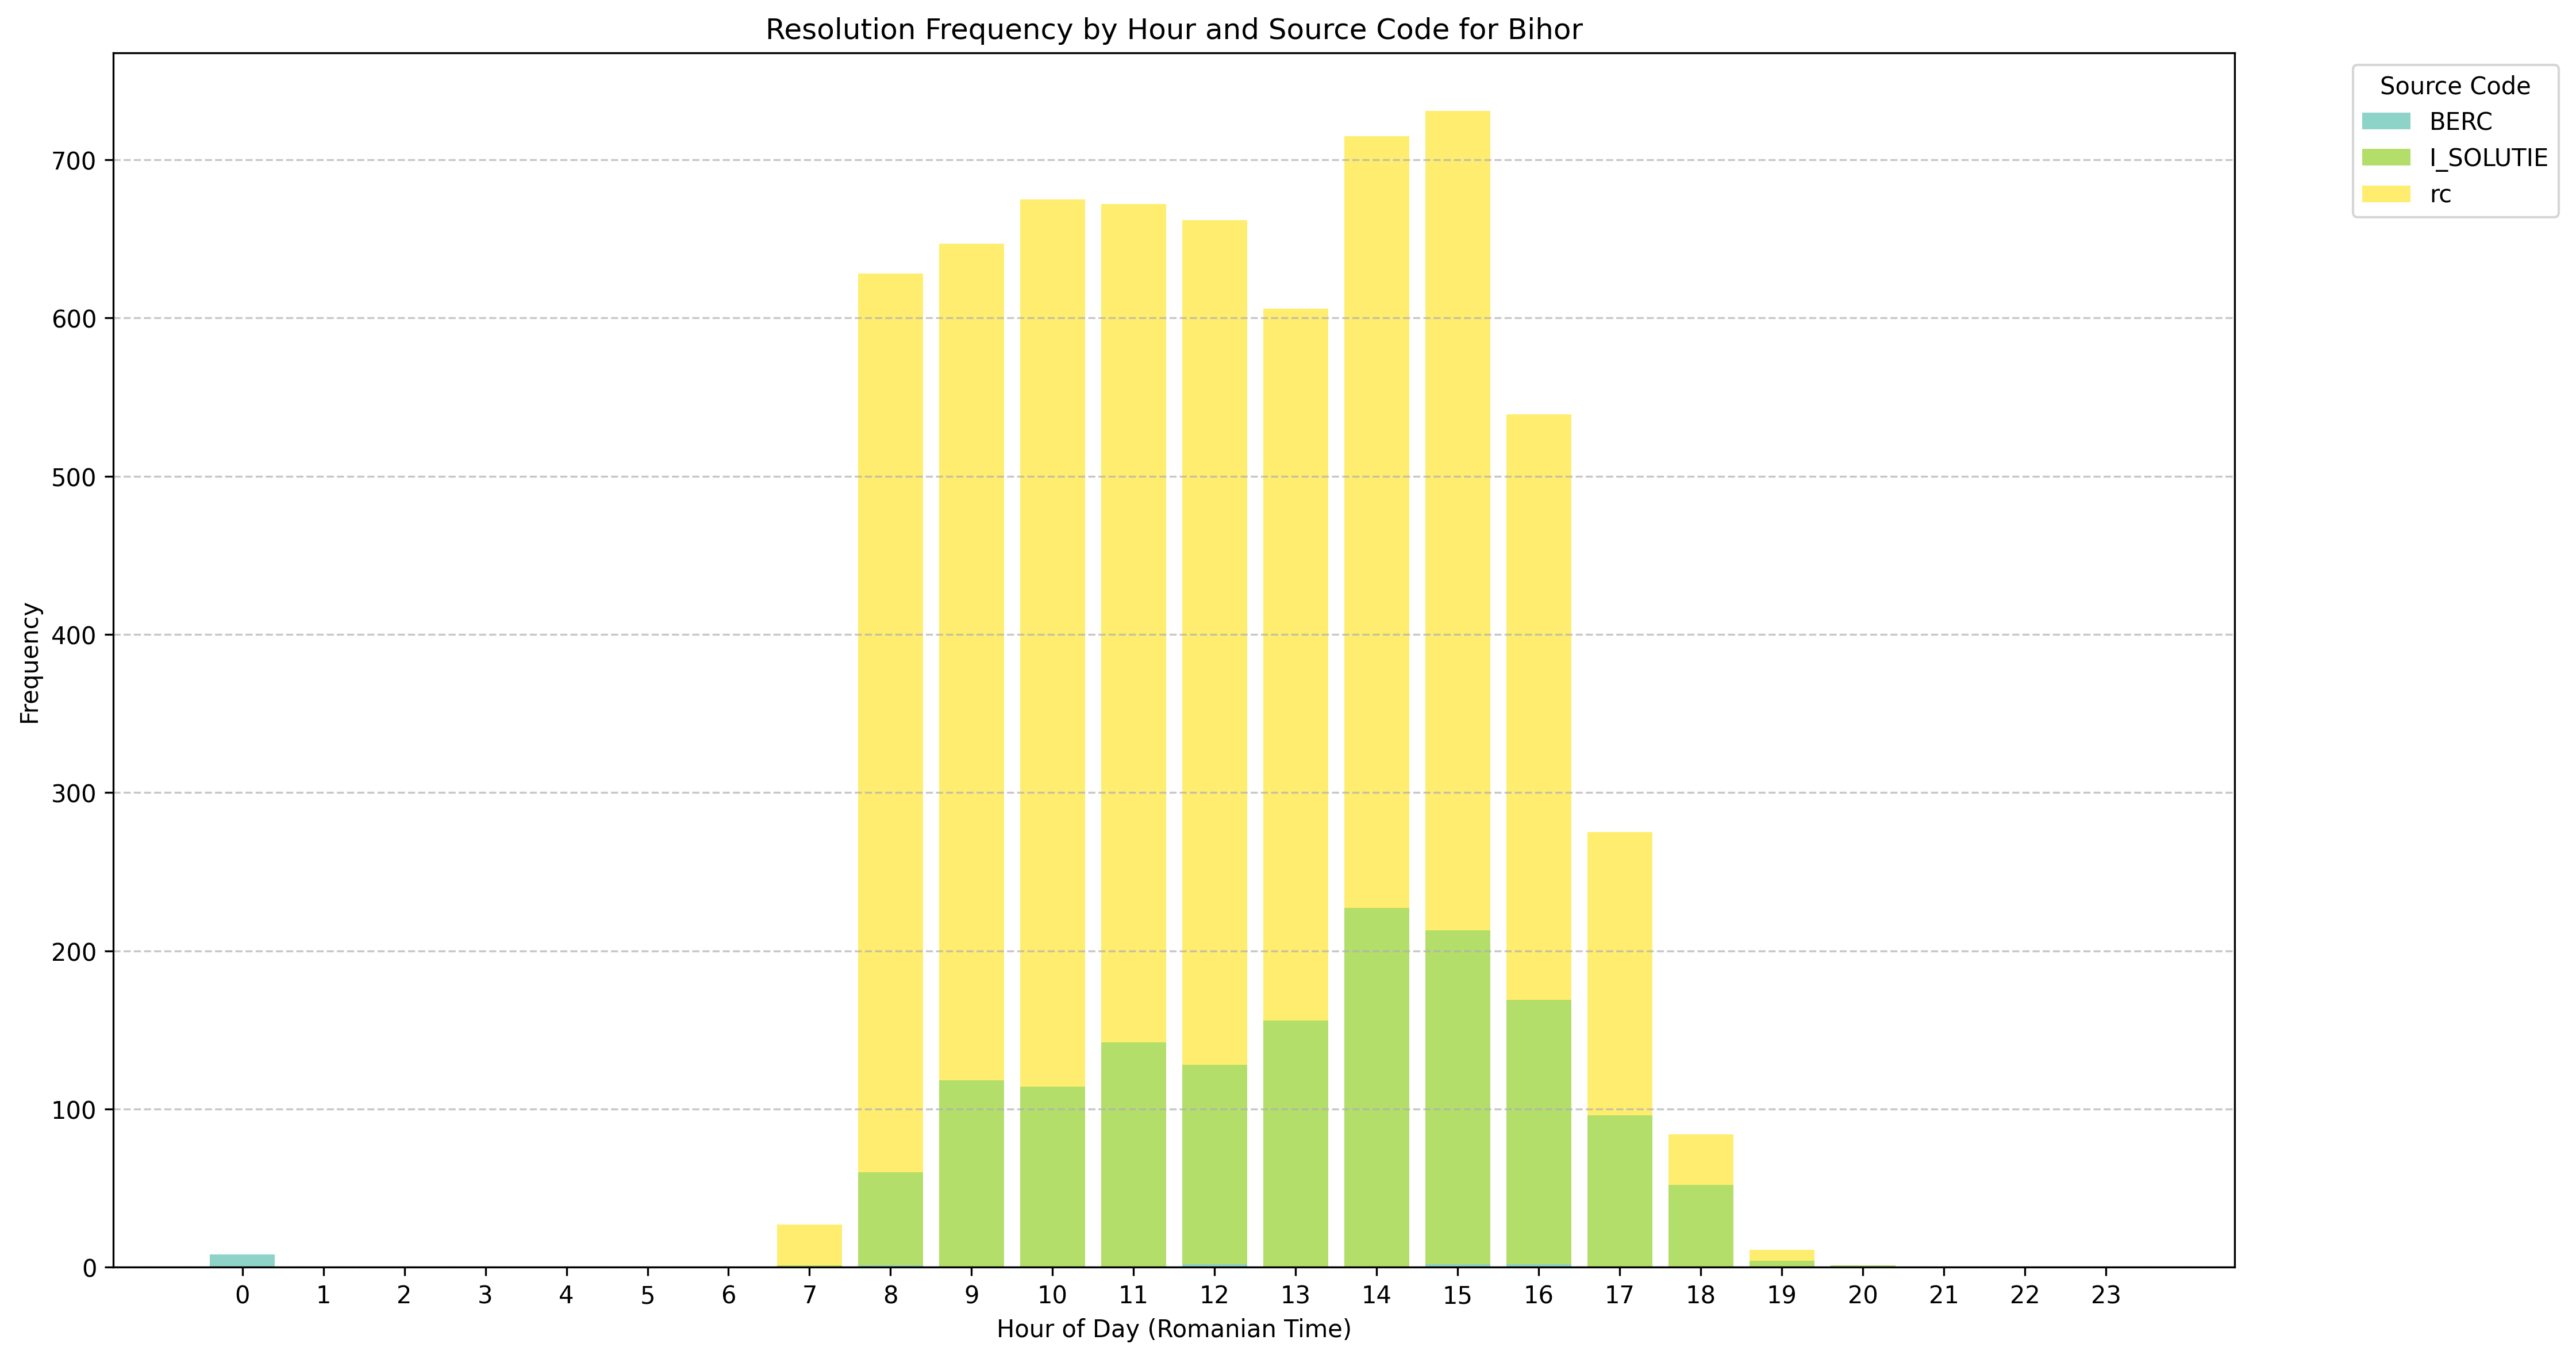 Resolution Frequency by Hour and Source Code for Bihor
Source Code
BERC
I_SOLUTIE
rc
Frequency
700
600
500
400
300
200
100
0
0 1 2 3 4 5 6 7 8 9 10 11 12 13 14 15 16 17 18 19 20 21 22 23
Hour of Day (Romanian Time)